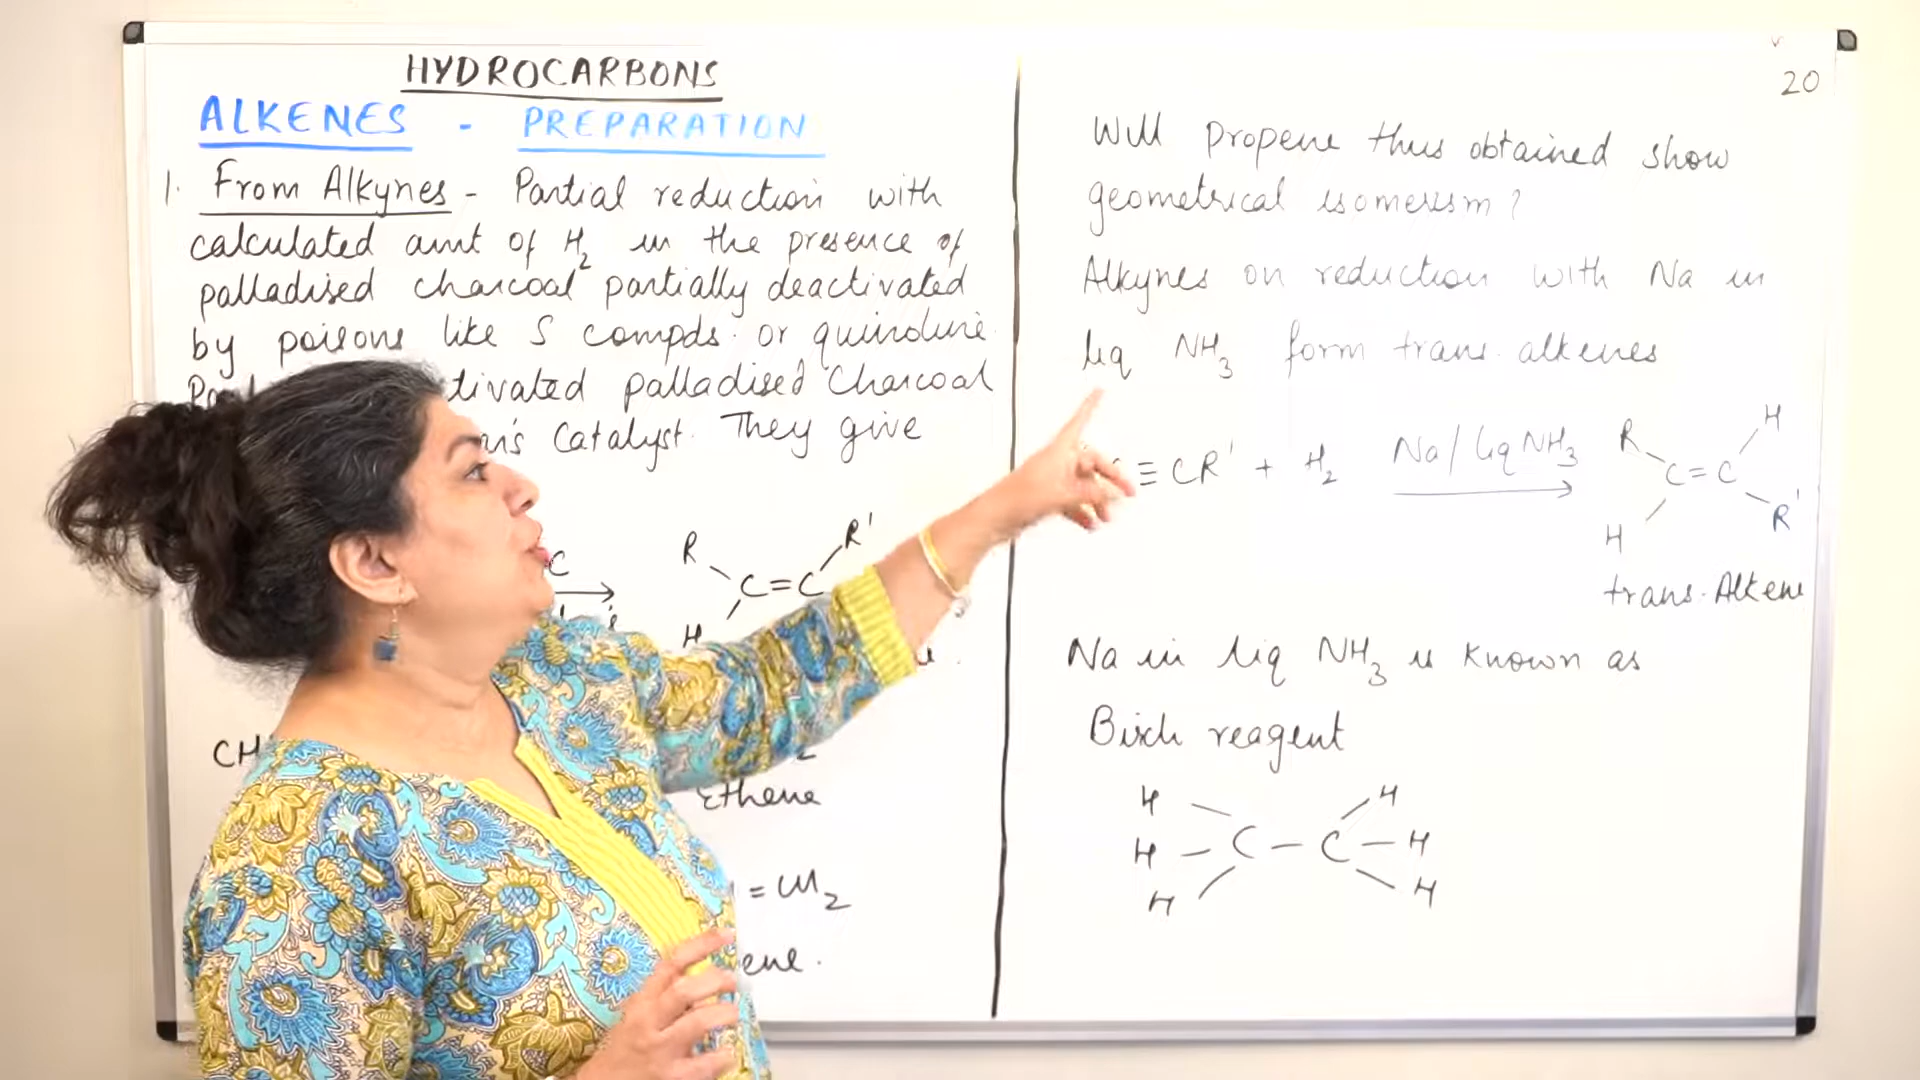 HYDROCARBONS
ALKENES - PREPARATION
1. From Alkynes - Partial reduction with
calculated amt of H2 in the presence of
palladised charcoal partially deactivated
by poisons like S compds. or quinoline.
tivated palladised Charcoal
Catalyst. They give
R R'
C=C
H
CH
Ethene
=CH2
ene.
20
Will propene thus obtained show
geometrical isomerism?
Alkynes on reduction with Na in
liq NH3 form trans alkenes
≡CR' + H2 Na/liq NH3 R H
C=C
H R'
trans-Alkene
Na in liq NH3 is known as
Birch reagent
H H
H - C - C - H
H H